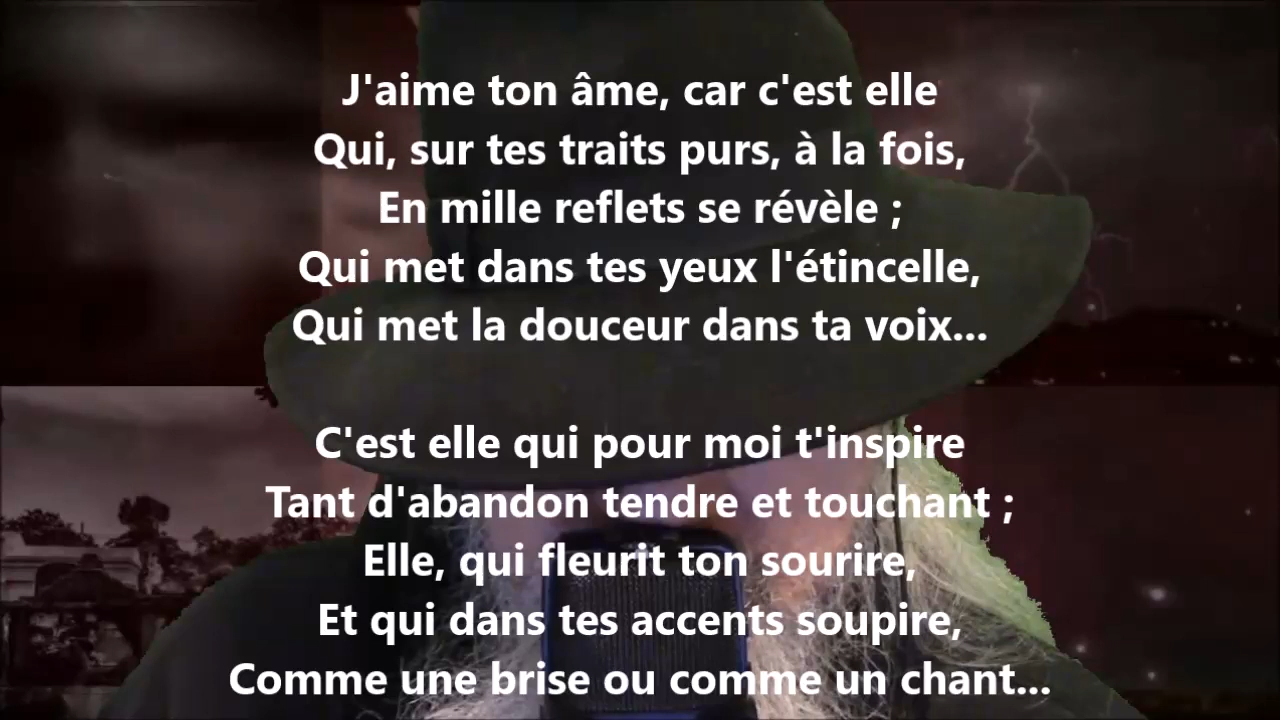 J'aime ton âme, car c'est elle
Qui, sur tes traits purs, à la fois,
En mille reflets se révèle ;
Qui met dans tes yeux l'étincelle,
Qui met la douceur dans ta voix...
C'est elle qui pour moi t'inspire
Tant d'abandon tendre et touchant ;
Elle, qui fleurit ton sourire,
Et qui dans tes accents soupire,
Comme une brise ou comme un chant...